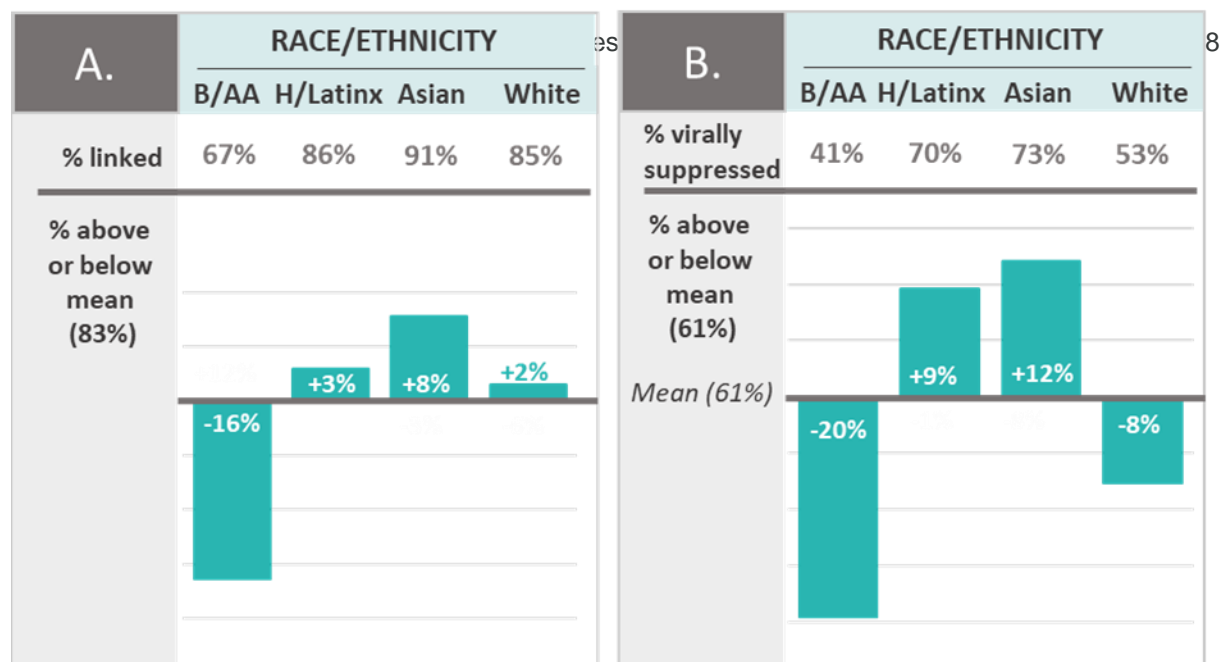 A.
RACE/ETHNICITY
B/AA H/Latinx Asian White
% linked 67% 86% 91% 85%
% above
or below
mean
(83%)
+3% +8% +2%
-16%
es
B.
RACE/ETHNICITY
B/AA H/Latinx Asian White
% virally
suppressed
41% 70% 73% 53%
% above
or below
mean
(61%)
+9% +12%
Mean (61%)
-20% -8%
8